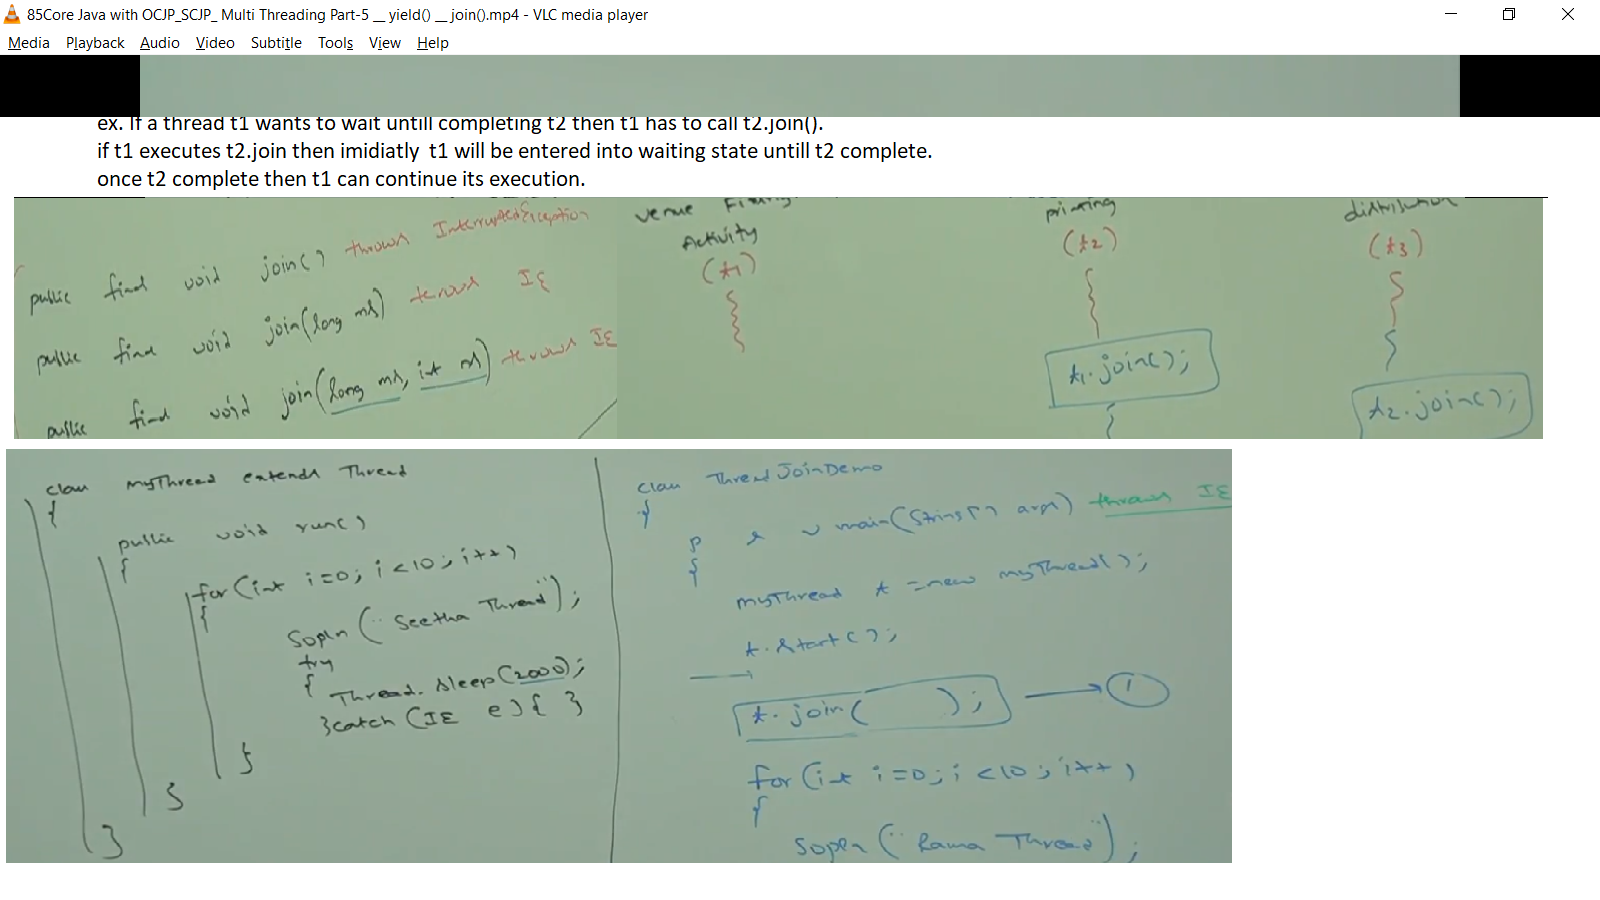 85Core Java with OCJP_SCJP_ Multi Threading Part-5 __ yield() __ join().mp4 - VLC media player
Media Playback Audio Video Subtitle Tools View Help
ex. If a thread t1 wants to wait untill completing t2 then t1 has to call t2.join().
if t1 executes t2.join then imidiatly t1 will be entered into waiting state untill t2 complete.
once t2 complete then t1 can continue its execution.
public final void join() throws InterruptedException
public final void join(long ms) throws IE
public final void join(long ms, int ns) throws IE
Venue Fixing
Activity
(t1)
printing
(t2)
t1.join();
distribution
(t3)
t2.join();
class myThread extends Thread
{
public void run()
{
for(int i=0; i<10; i++)
{
Sopln("Seetha Thread");
try
{ Thread.sleep(2000);
}catch (IE e){ }
}
}
}
class ThreadJoinDemo
{
p s v main(String[] args) throws IE
{
myThread t =new myThread();
t.start();
t.join( ); 1
for(int i=0; i<10; i++)
{
Sopln("Rama Thread");